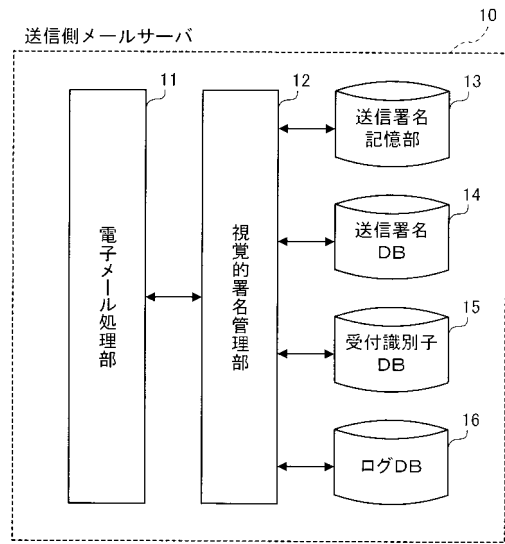 送信側メールサーバ
10
11
電子メール処理部
12
視覚的署名管理部
13
送信署名
記憶部
14
送信署名
DB
15
受付識別子
DB
16
ログDB